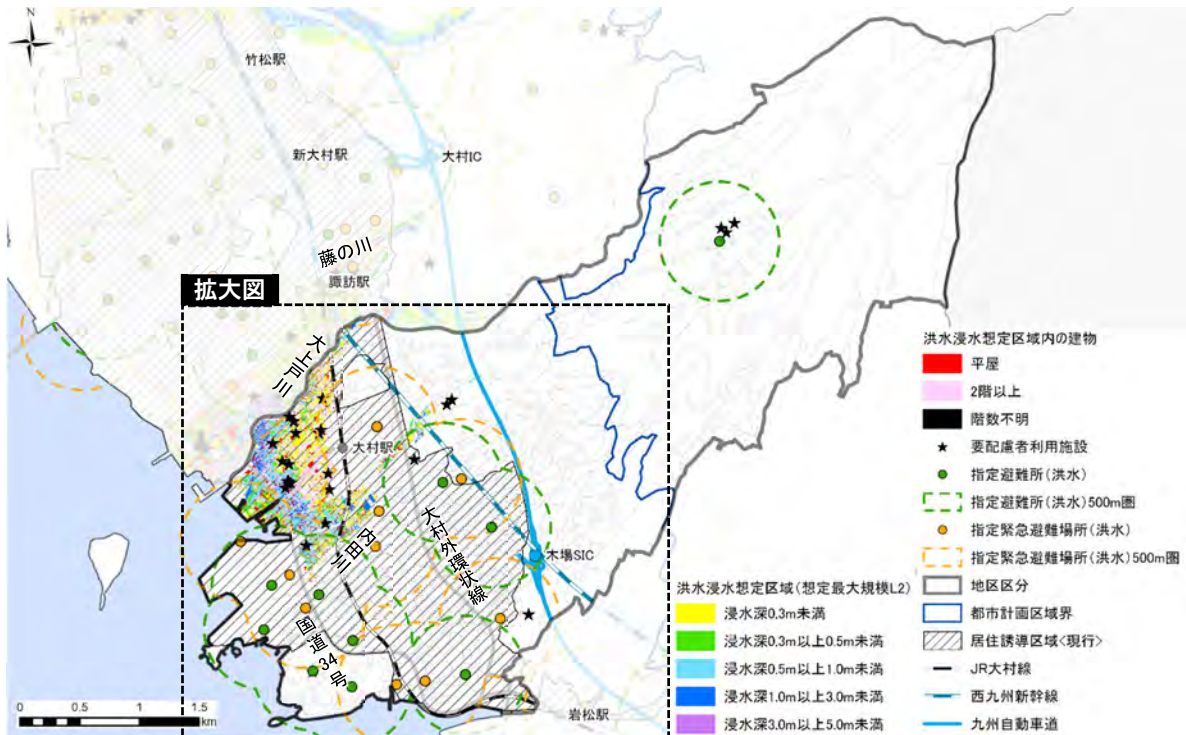 N
竹松駅
新大村駅
大村IC
藤の川
諏訪駅
拡大図
大上戸川
大村駅
内田川
大村外環状線
木場SIC
国道34号
岩松駅
0 0.5 1 1.5
km
洪水浸水想定区域内の建物
平屋
2階以上
階数不明
要配慮者利用施設
指定避難所(洪水)
指定避難所(洪水)500m圏
指定緊急避難場所(洪水)
指定緊急避難場所(洪水)500m圏
地区区分
都市計画区域界
居住誘導区域<現行>
JR大村線
西九州新幹線
九州自動車道
洪水浸水想定区域(想定最大規模L2)
浸水深0.3m未満
浸水深0.3m以上0.5m未満
浸水深0.5m以上1.0m未満
浸水深1.0m以上3.0m未満
浸水深3.0m以上5.0m未満